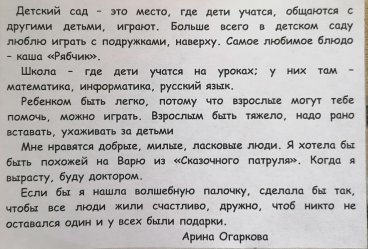 Детский сад - это место, где дети учатся, общаются с
другими детьми, играют. Больше всего в детском саду
люблю играть с подружками, наверху. Самое любимое блюдо
- каша «Рябчик».
Школа - где дети учатся на уроках; у них там -
математика, информатика, русский язык.
Ребенком быть легко, потому что взрослые могут тебе
помочь, можно играть. Взрослым быть тяжело, надо рано
вставать, ухаживать за детьми
Мне нравятся добрые, милые, ласковые люди. Я хотела бы
быть похожей на Варю из «Сказочного патруля». Когда я
вырасту, буду доктором.
Если бы я нашла волшебную палочку, сделала бы так,
чтобы все люди жили счастливо, дружно, чтоб никто не
оставался один и у всех были подарки.
Арина Огаркова